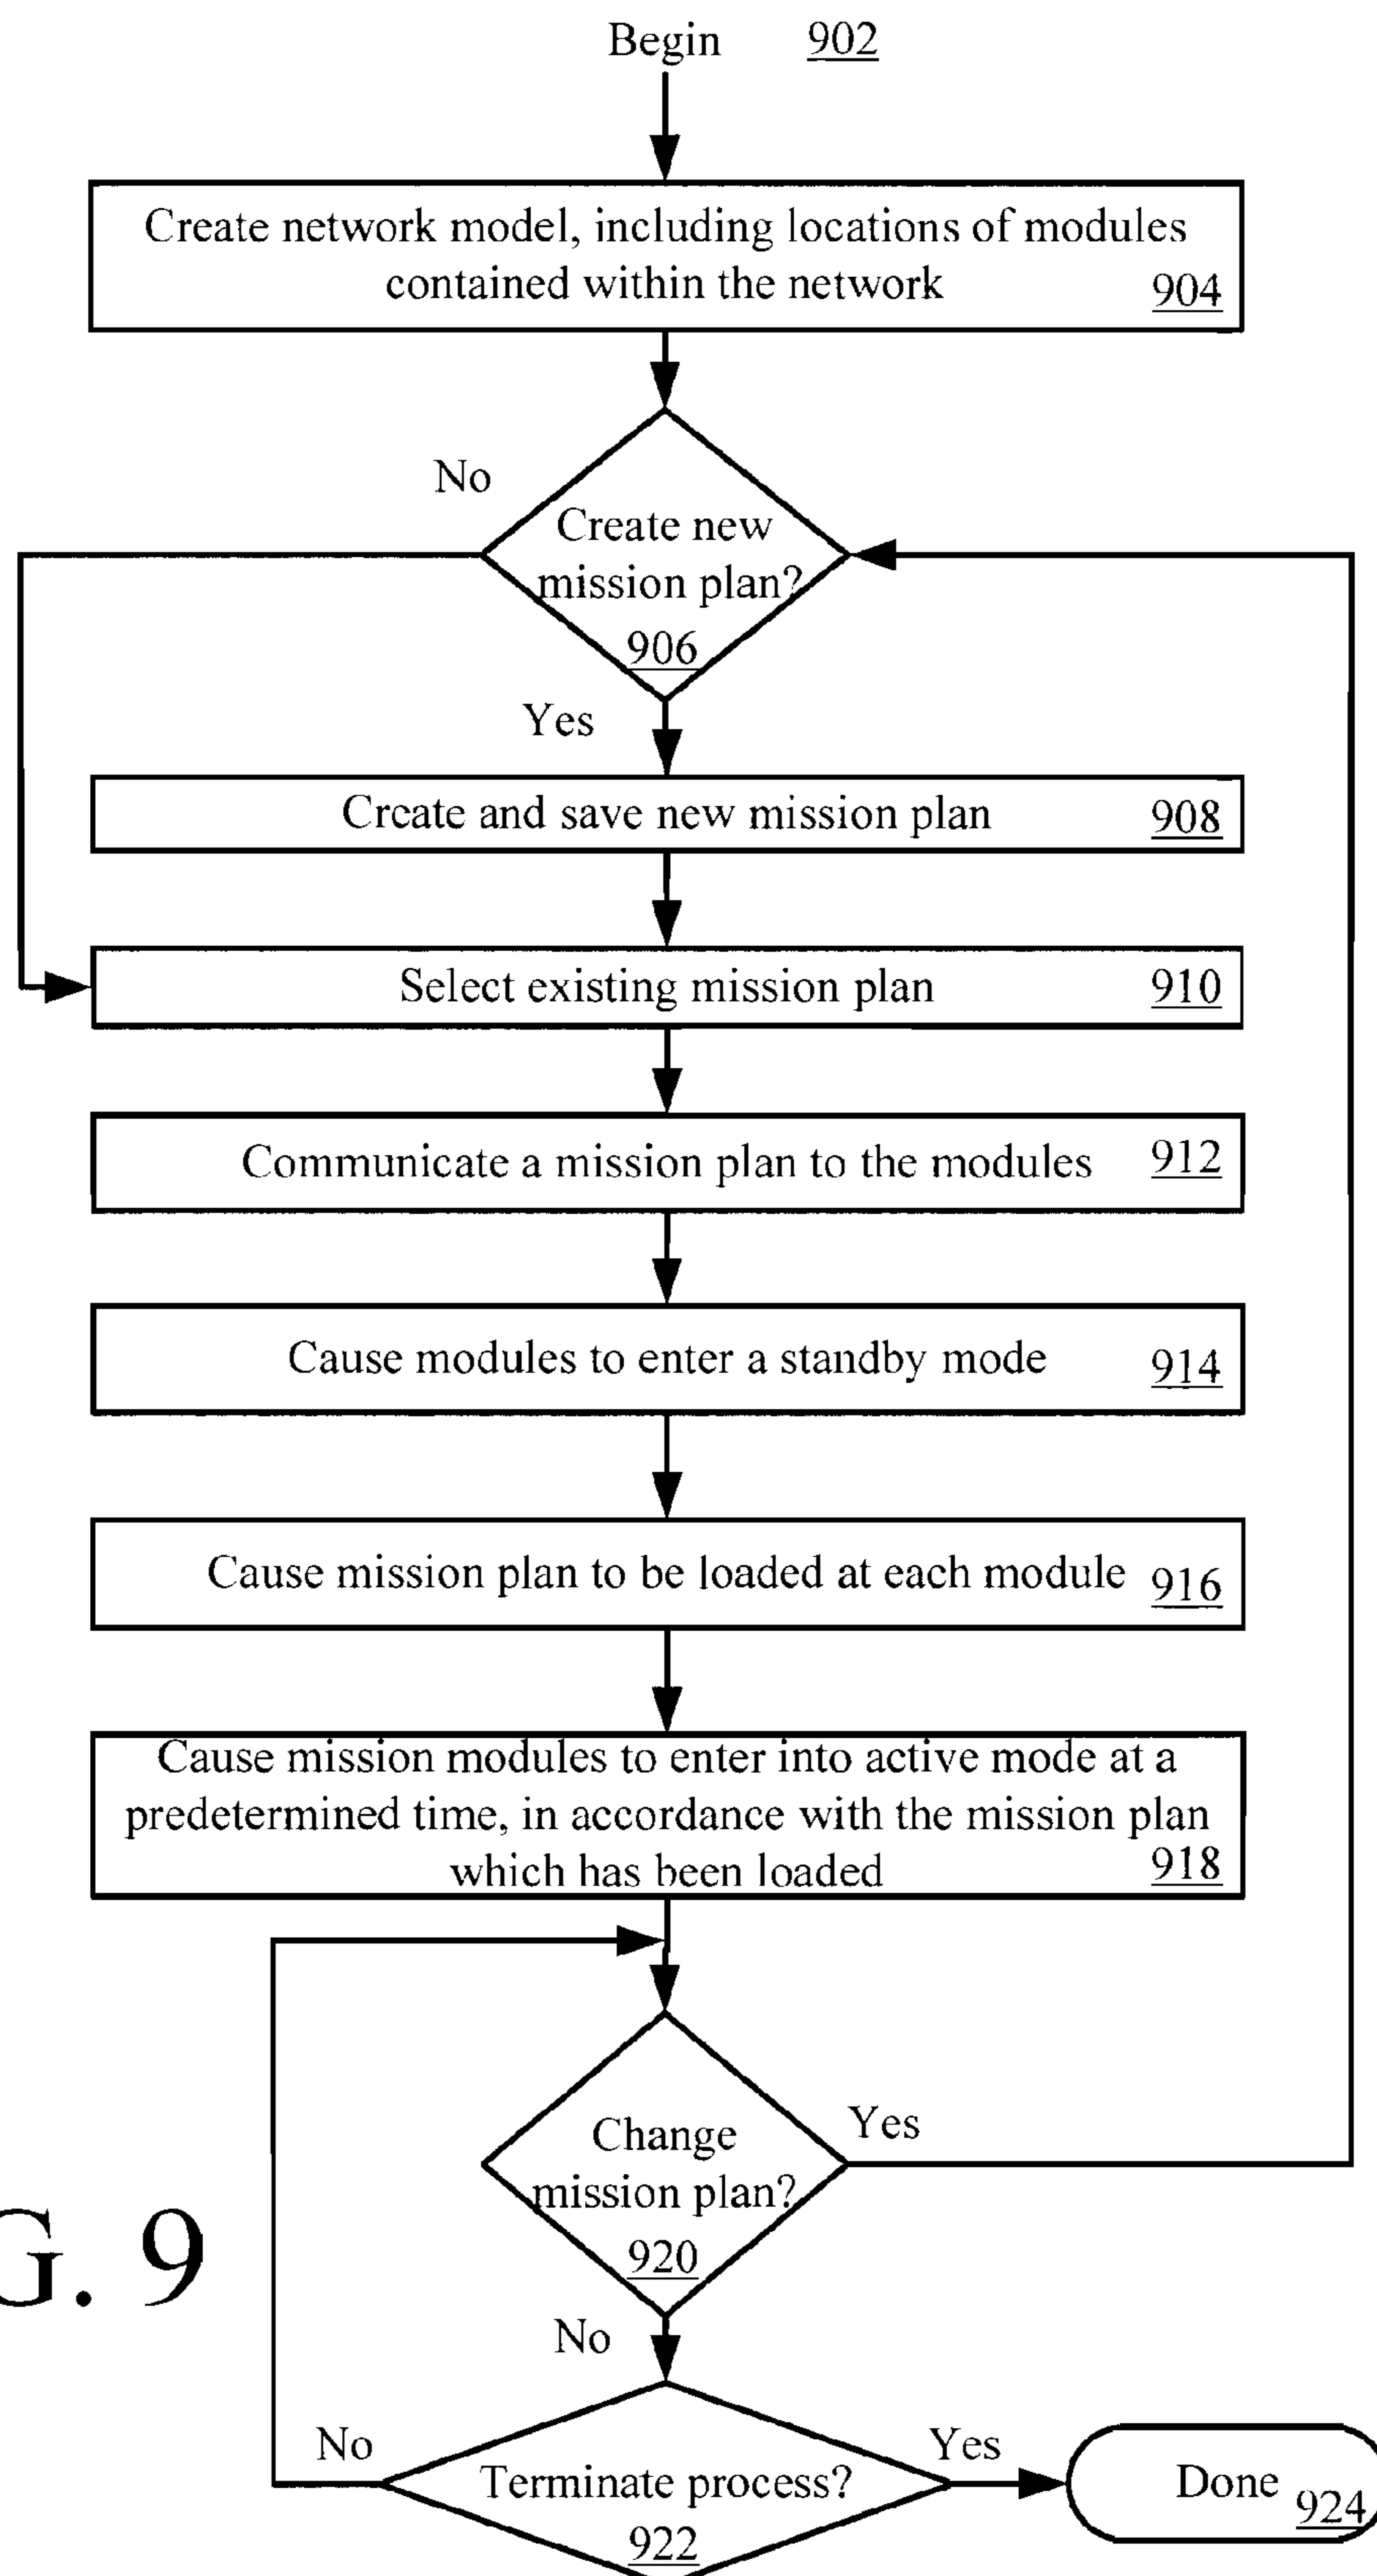 Begin 902
Create network model, including locations of modules
contained within the network 904
No
Create new
mission plan?
906
Yes
Create and save new mission plan 908
Select existing mission plan 910
Communicate a mission plan to the modules 912
Cause modules to enter a standby mode 914
Cause mission plan to be loaded at each module 916
Cause mission modules to enter into active mode at a
predetermined time, in accordance with the mission plan
which has been loaded 918
Change
mission plan?
920
Yes
G. 9
No
No
Terminate process?
922
Yes
Done 924